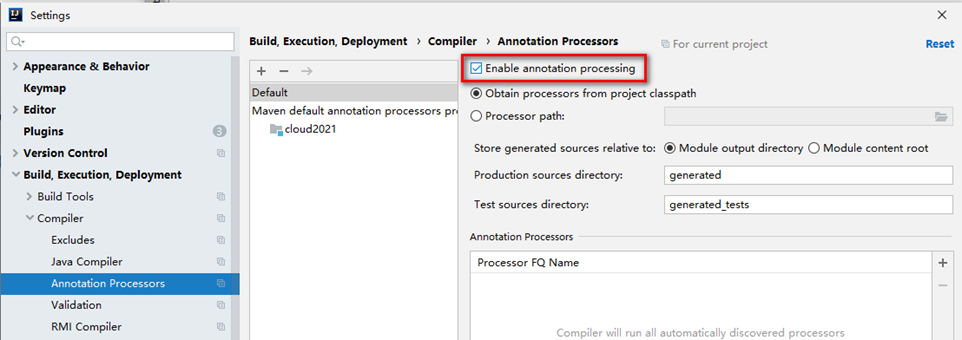 Settings
Appearance & Behavior
Keymap
Editor
Plugins
3
Version Control
Build, Execution, Deployment
Build Tools
Compiler
Excludes
Java Compiler
Annotation Processors
Validation
RMI Compiler
Build, Execution, Deployment › Compiler › Annotation Processors
For current project
Reset
Default
Maven default annotation processors pr
cloud2021
Enable annotation processing
Obtain processors from project classpath
Processor path:
Store generated sources relative to: Module output directory Module content root
Production sources directory: generated
Test sources directory: generated_tests
Annotation Processors
Processor FQ Name
Compiler will run all automatically discovered processors